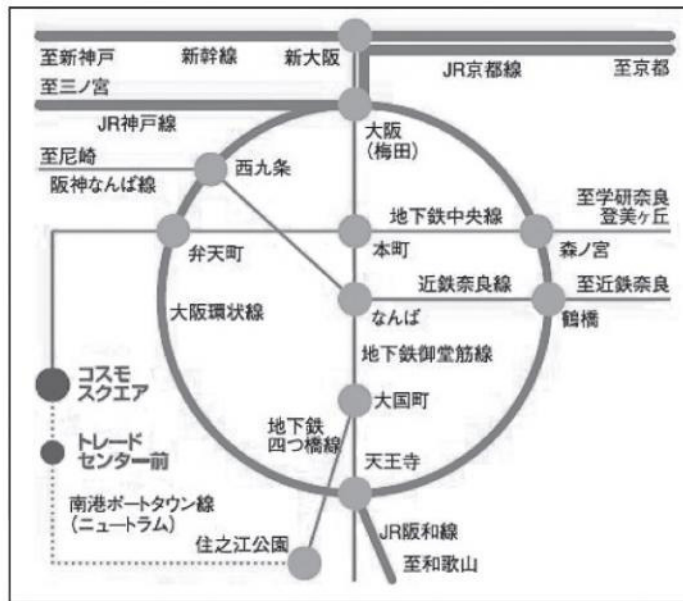 至新神戸
新幹線
新大阪
JR京都線
至京都
至三ノ宮
JR神戸線
大阪
(梅田)
至尼崎
阪神なんば線
西九条
弁天町
本町
地下鉄中央線
至学研奈良
登美ヶ丘
森ノ宮
大阪環状線
なんば
近鉄奈良線
至近鉄奈良
鶴橋
地下鉄御堂筋線
コスモ
スクエア
大国町
トレード
センター前
地下鉄
四つ橋線
天王寺
南港ポートタウン線
(ニュートラム)
住之江公園
JR阪和線
至和歌山